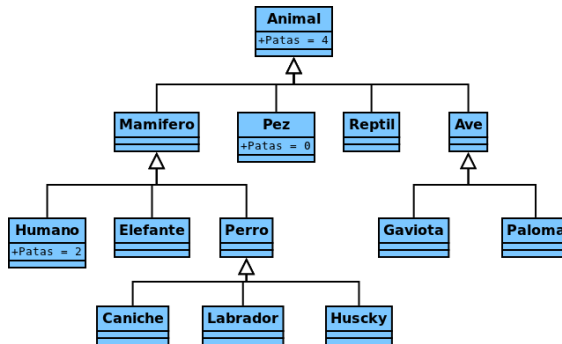 Animal
+Patas = 4
Mamifero
Pez
+Patas = 0
Reptil
Ave
Humano
+Patas = 2
Elefante
Perro
Gaviota
Paloma
Caniche
Labrador
Huscky